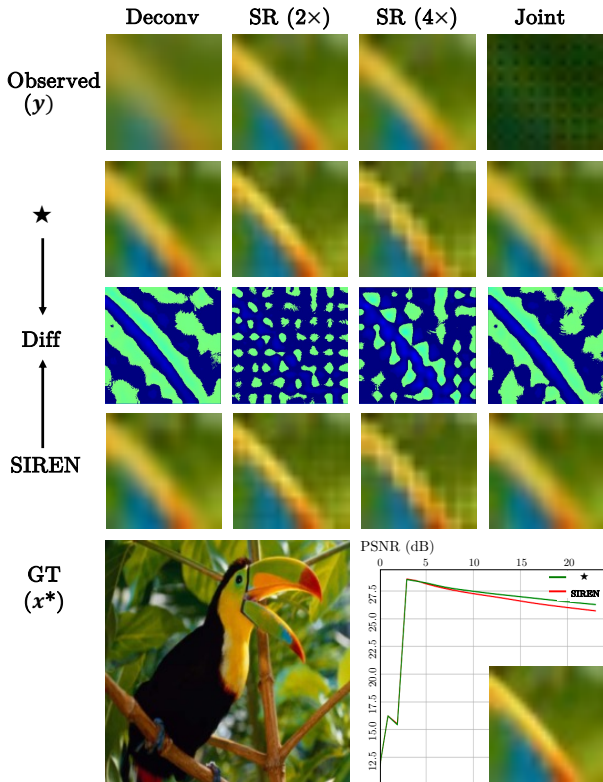 Deconv SR (2×) SR (4×) Joint
Observed
(y)
★
Diff
SIREN
GT
(x*)
PSNR (dB)
0 5 10 15 20
27.5
25.0
22.5
20.0
17.5
15.0
12.5
★
SIREN